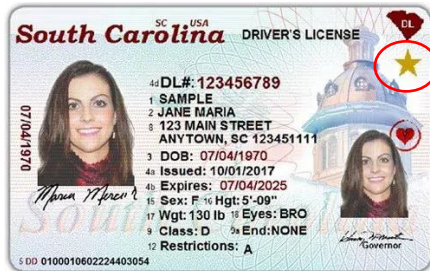 SC USA
South Carolina DRIVER'S LICENSE
DL
4d DL#: 123456789
1 SAMPLE
2 JANE MARIA
8 123 MAIN STREET
ANYTOWN, SC 123451111
3 DOB: 07/04/1970
4a Issued: 10/01/2017
4b Expires: 07/04/2025
15 Sex: F 16 Hgt: 5'-09"
17 Wgt: 130 lb 18 Eyes: BRO
9 Class: D 9a End: NONE
12 Restrictions: A
07/04/1970
Governor
5 DD 0100010602224403054